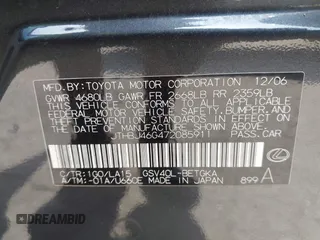 MFD.BY: TOYOTA MOTOR CORPORATION 12/06
GVWR 4680LB GAWR FR 2668LB RR 2359LB
THIS VEHICLE CONFORMS TO ALL APPLICABLE
FEDERAL MOTOR VEHICLE SAFETY, BUMPER, AND
THEFT PREVENTION STANDARDS IN EFFECT ON
THE DATE OF MANUFACTURE SHOWN ABOVE.
JTHBJ46G472085911 PASS.CAR
C/TR:1G0/LA15 GSV40L-BETGKA
A/TM:-01A/U660E MADE IN JAPAN 899 A
© DREAMBID